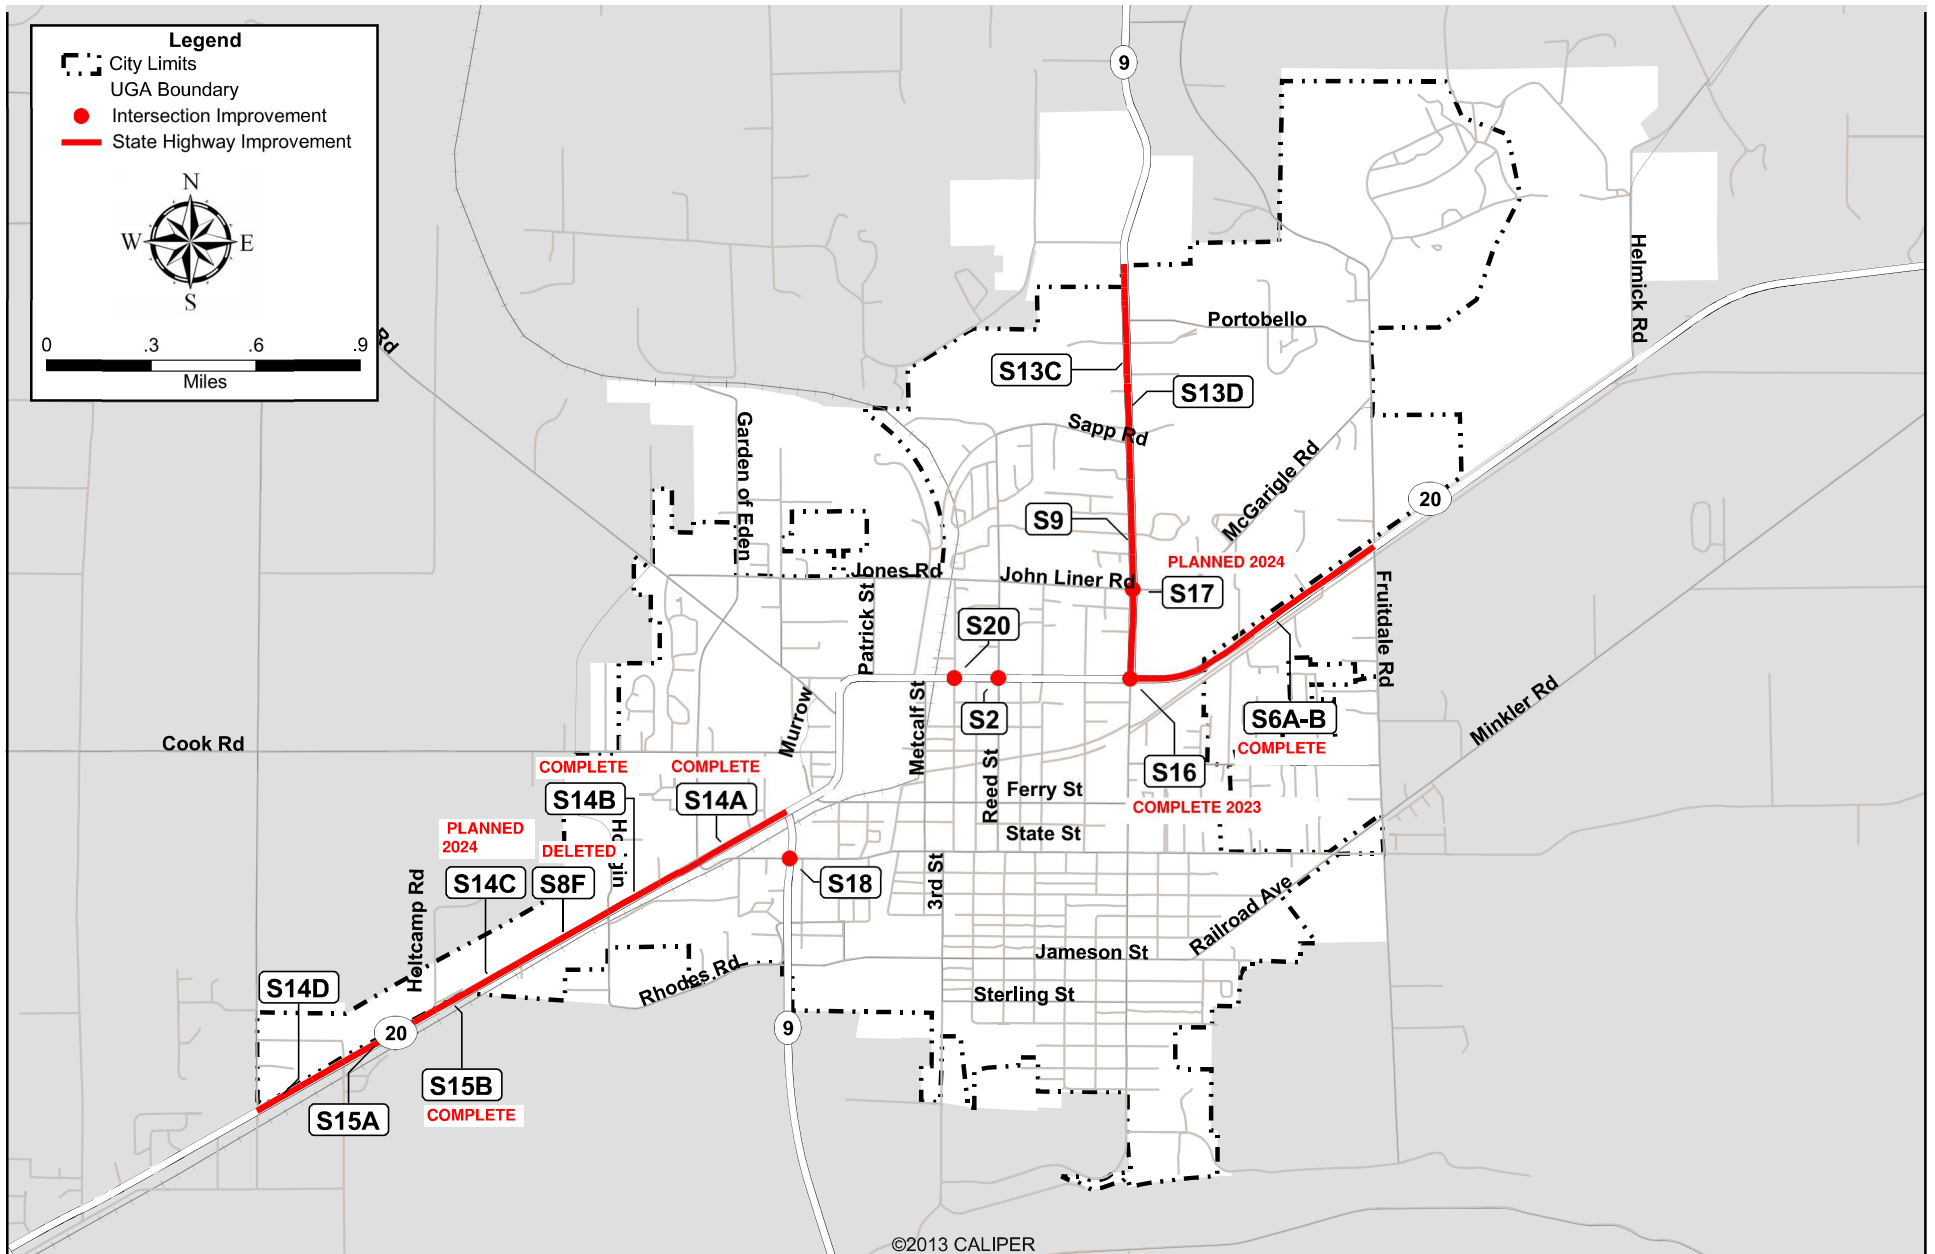 Legend
City Limits
UGA Boundary
Intersection Improvement
State Highway Improvement
N
W E
S
0 .3 .6 .9
Miles
Rd
9
Portobello
Helmick Rd
S13C
S13D
Sapp Rd
Garden of Eden
McGarigle Rd
20
S9
PLANNED 2024
Jones Rd
John Liner Rd
S17
Patrick St
Fruitdale Rd
S20
S2
Metcalf St
Murrow
S6A-B
COMPLETE
Minkler Rd
Cook Rd
COMPLETE
COMPLETE
S14B
S14A
Reed St
S16
COMPLETE 2023
Ferry St
State St
PLANNED
2024
DELETED
S14C
S8F
S18
3rd St
Holtcamp Rd
Railroad Ave
Jameson St
Rhodes Rd
Sterling St
S14D
20
9
S15B
COMPLETE
S15A
©2013 CALIPER